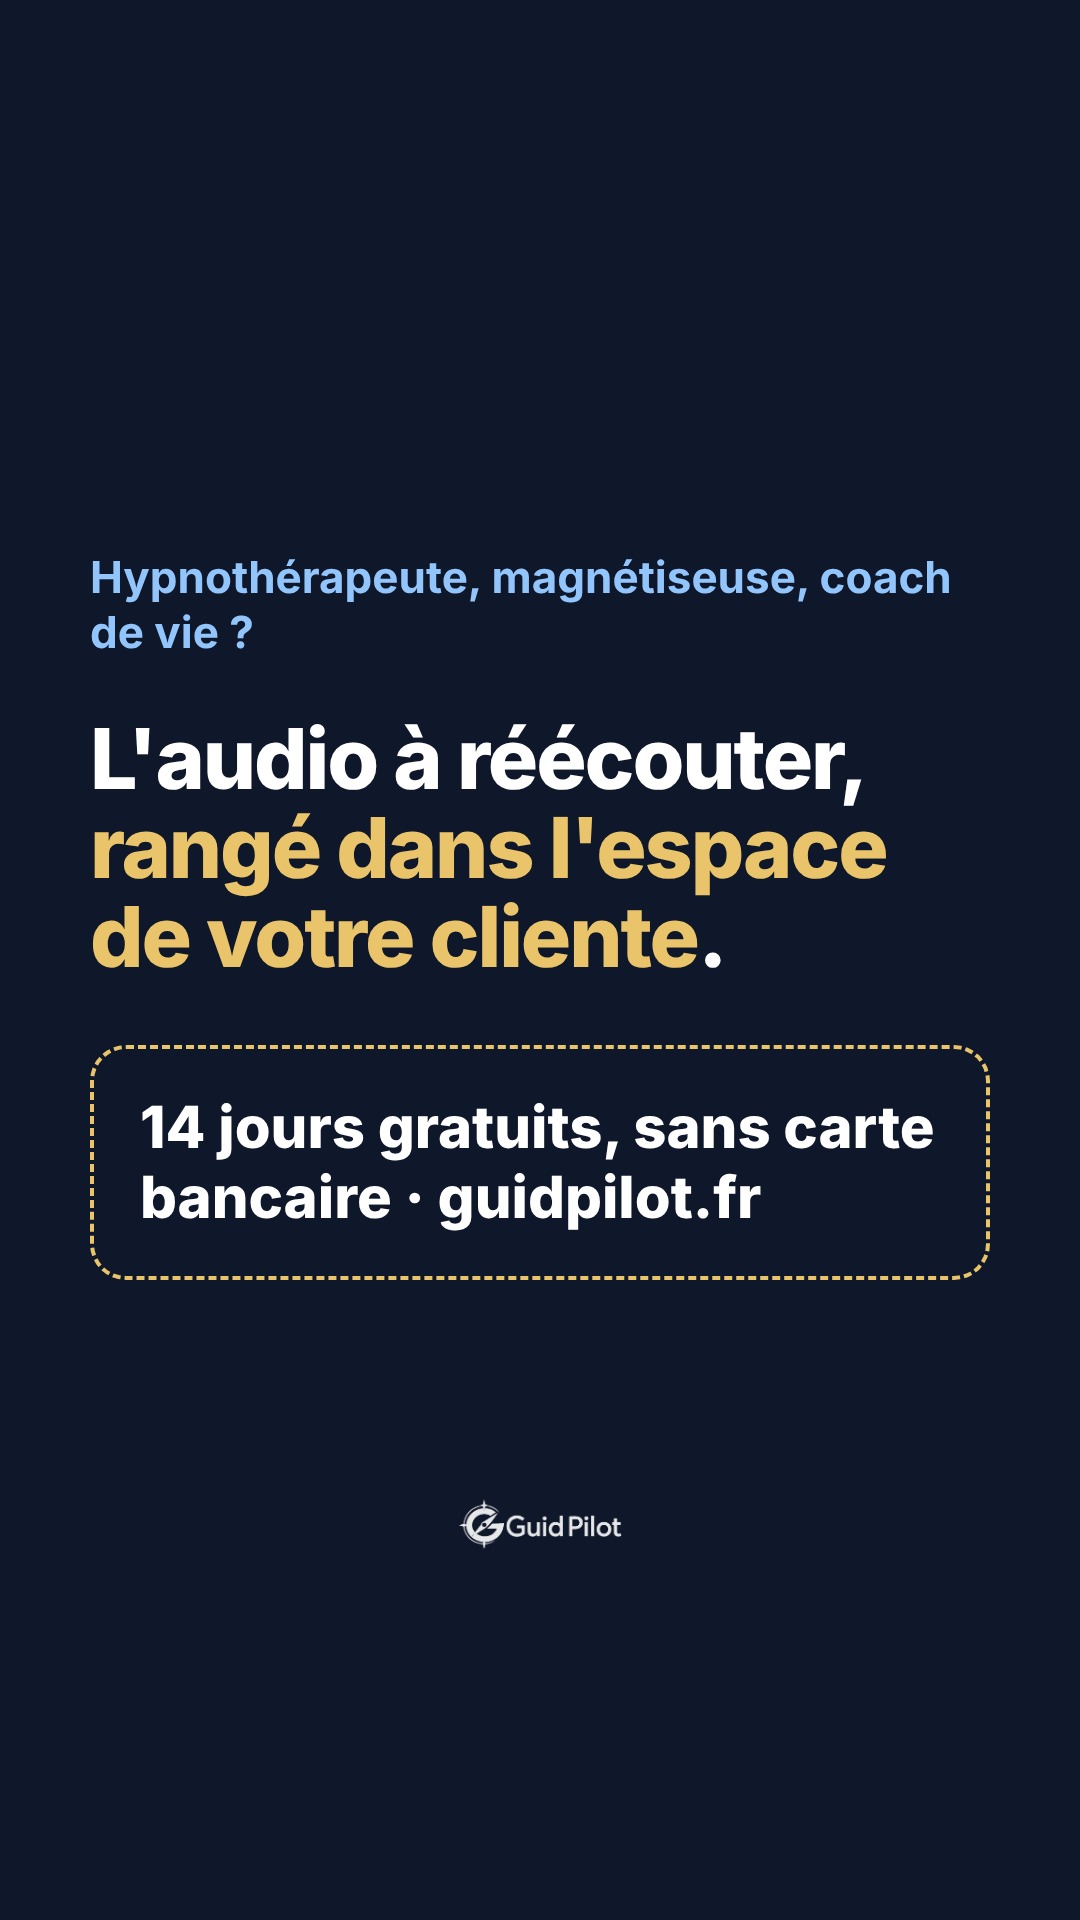 Hypnothérapeute, magnétiseuse, coach
de vie ?
L'audio à réécouter,
rangé dans l'espace
de votre cliente.
14 jours gratuits, sans carte
bancaire · guidpilot.fr
GuidPilot